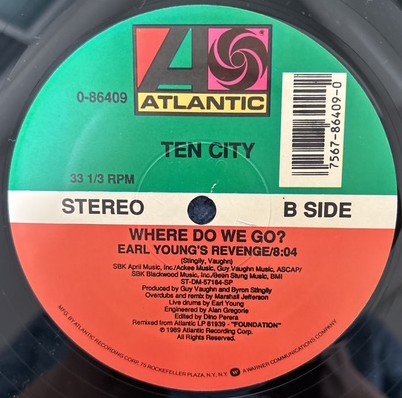 0-86409
ATLANTIC
7567-86409-0
TEN CITY
33 1/3 RPM
STEREO
B SIDE
WHERE DO WE GO?
EARL YOUNG'S REVENGE/8:04
(Stingily, Vaughn)
SBK April Music, Inc./Ackee Music, Guy Vaughn Music, ASCAP/
SBK Blackwood Music, Inc./Been Stung Music, BMI
ST-DM-57164-SP
Produced by Guy Vaughn and Byron Stingily
Overdubs and remix by Marshall Jefferson
Live drums by Earl Young
Engineered by Alan Gregorie
Edited by Dino Perera
Remixed from Atlantic LP 81939 - "FOUNDATION"
© 1989 Atlantic Recording Corp.
All Rights Reserved.
MFG. BY ATLANTIC RECORDING CORP., 75 ROCKEFELLER PLAZA, N.Y., N.Y. A WARNER COMMUNICATIONS COMPANY